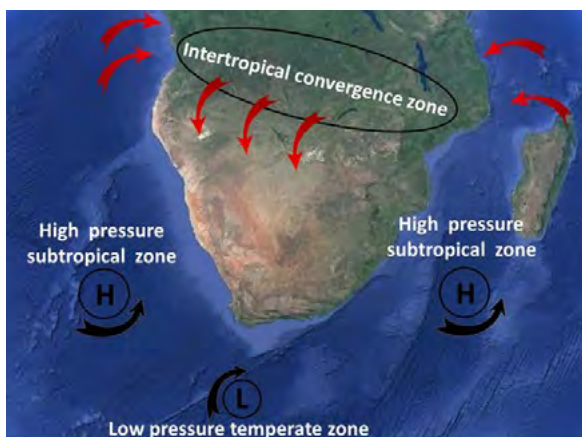 Intertropical convergence zone
High pressure
subtropical zone
H
High pressure
subtropical zone
H
L
Low pressure temperate zone